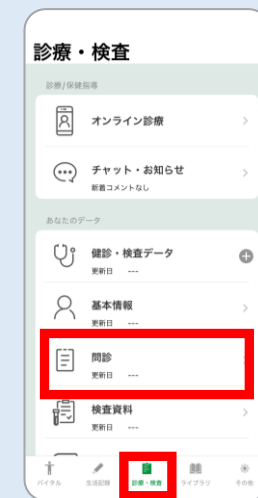 診療・検査
診療/保健指導
オンライン診療
チャット・お知らせ
新着コメントなし
あなたのデータ
健診・検査データ
更新日 ---
基本情報
更新日 ---
問診
更新日 ---
検査資料
更新日 ---
バイタル 生活記録 診療・検査 ライブラリ その他